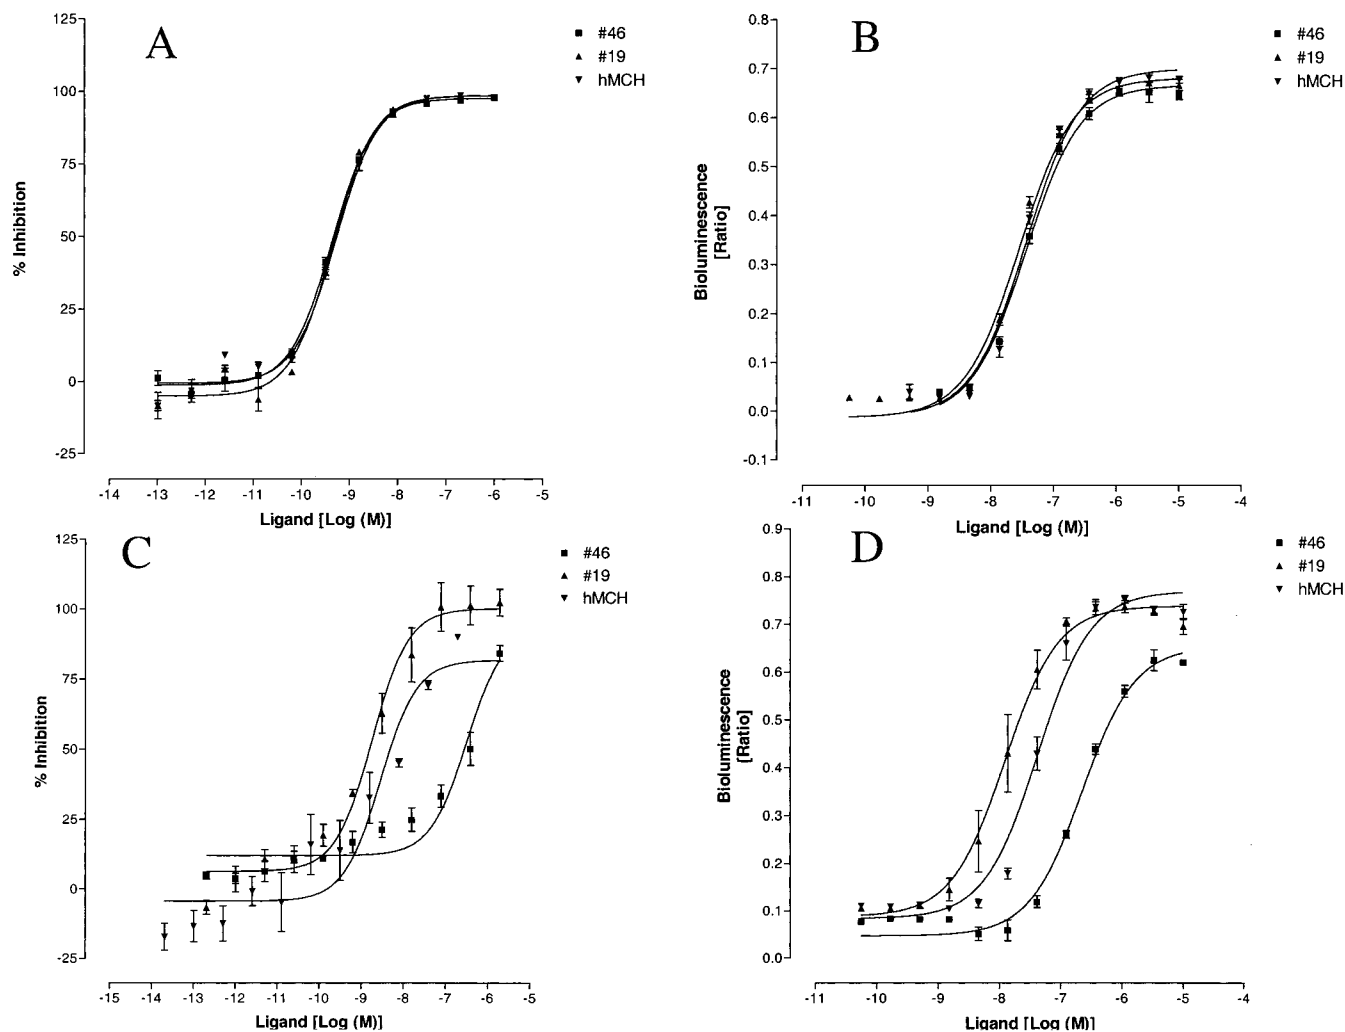 A
#46
#19
hMCH
125
100
75
50
25
0
-25
% Inhibition
-14 -13 -12 -11 -10 -9 -8 -7 -6 -5
Ligand [Log (M)]
B
#46
#19
hMCH
0.8
0.7
0.6
0.5
0.4
0.3
0.2
0.1
0.0
-0.1
Bioluminescence
[Ratio]
-11 -10 -9 -8 -7 -6 -5 -4
Ligand [Log (M)]
C
#46
#19
hMCH
125
100
75
50
25
0
-25
% Inhibition
-15 -14 -13 -12 -11 -10 -9 -8 -7 -6 -5
Ligand [Log (M)]
D
#46
#19
hMCH
0.9
0.8
0.7
0.6
0.5
0.4
0.3
0.2
0.1
0.0
Bioluminescence
[Ratio]
-11 -10 -9 -8 -7 -6 -5 -4
Ligand [Log (M)]